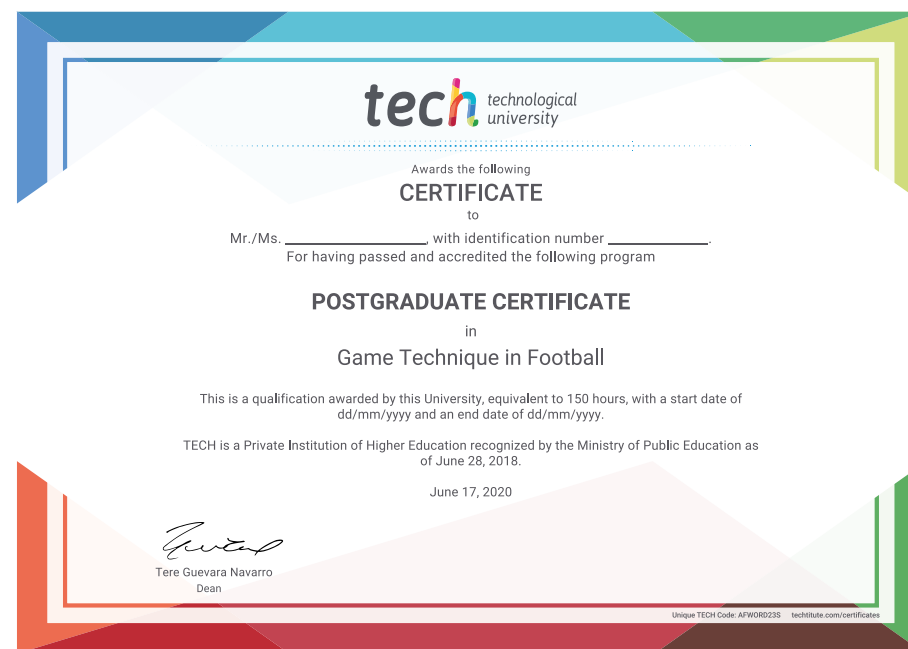 tech technological
university
Awards the following
CERTIFICATE
to
Mr./Ms. ________________, with identification number ____________.
For having passed and accredited the following program
POSTGRADUATE CERTIFICATE
in
Game Technique in Football
This is a qualification awarded by this University, equivalent to 150 hours, with a start date of
dd/mm/yyyy and an end date of dd/mm/yyyy.
TECH is a Private Institution of Higher Education recognized by the Ministry of Public Education as
of June 28, 2018.
June 17, 2020
Tere Guevara Navarro
Dean
Unique TECH Code: AFWORD23S techtitute.com/certificates